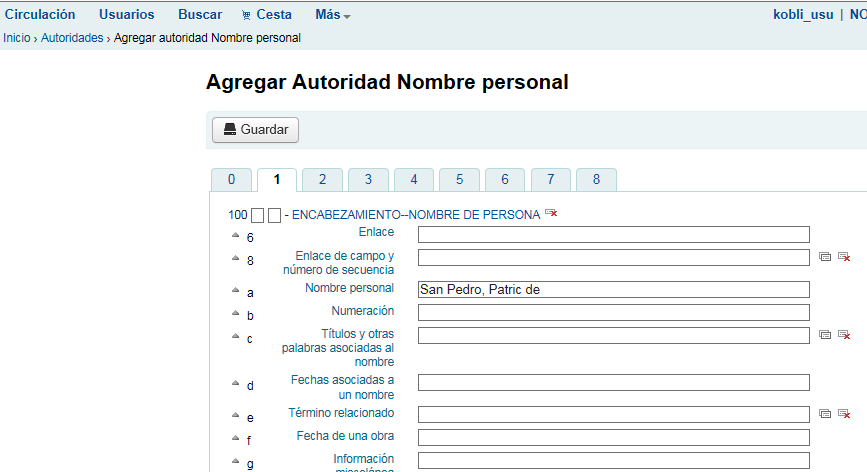 Circulación Usuarios Buscar Cesta Más kobli_usu | NO
Inicio › Autoridades › Agregar autoridad Nombre personal
Agregar Autoridad Nombre personal
Guardar
0 1 2 3 4 5 6 7 8
100 - ENCABEZAMIENTO--NOMBRE DE PERSONA
6 Enlace
8 Enlace de campo y
número de secuencia
a Nombre personal San Pedro, Patric de
b Numeración
c Títulos y otras
palabras asociadas al
nombre
d Fechas asociadas a
un nombre
e Término relacionado
f Fecha de una obra
g Información
miscelánea